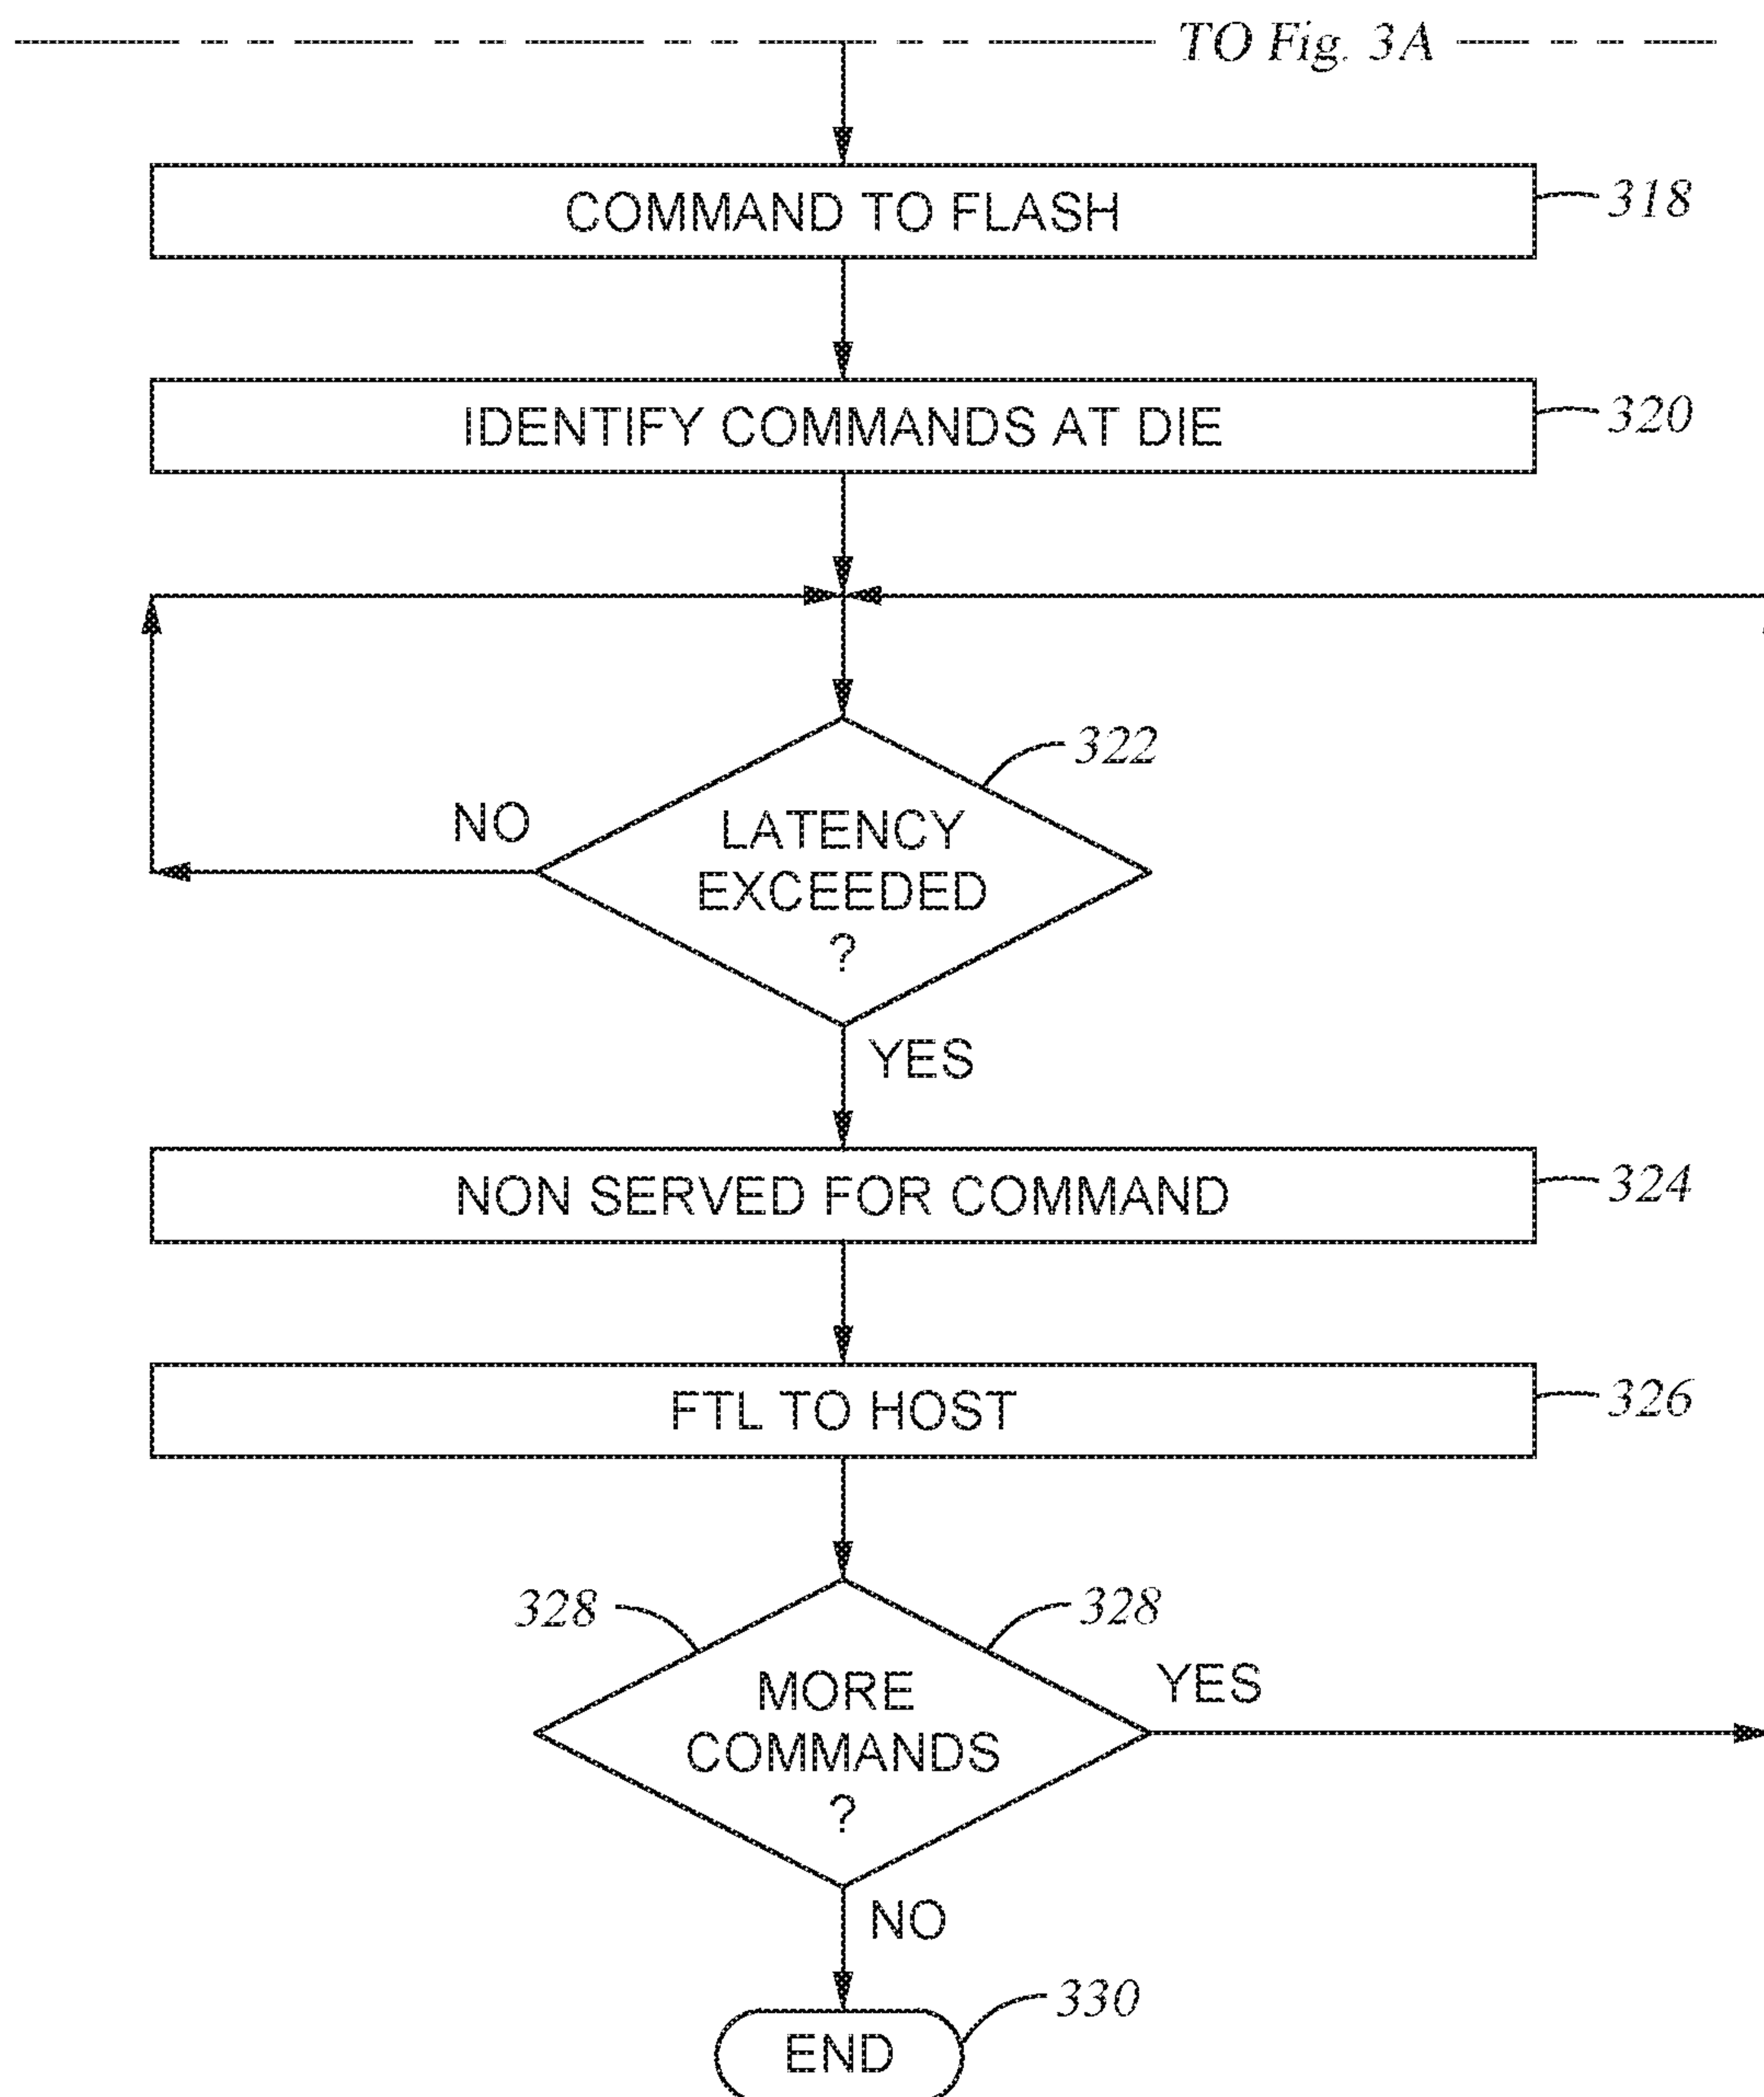 TO Fig. 3A
COMMAND TO FLASH
318
IDENTIFY COMMANDS AT DIE
320
322
NO
LATENCY
EXCEEDED
?
YES
NON SERVED FOR COMMAND
324
FTL TO HOST
326
328
328
MORE
COMMANDS
?
YES
NO
330
END